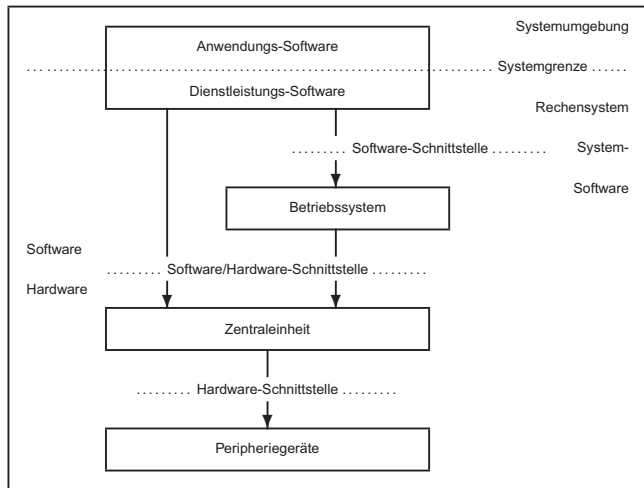 Systemumgebung
Anwendungs-Software
... ........................................................................ Systemgrenze ......
Dienstleistungs-Software
Rechensystem
......... Software-Schnittstelle .........
System-
Software
Betriebssystem
Software
......... Software/Hardware-Schnittstelle .........
Hardware
Zentraleinheit
......... Hardware-Schnittstelle .........
Peripheriegeräte